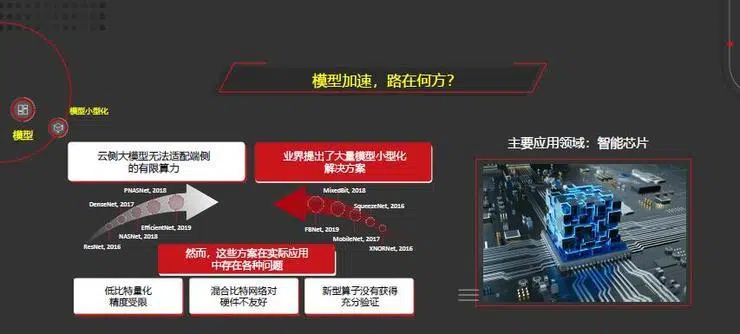 模型加速，路在何方？
模型小型化
模型
主要应用领域：智能芯片
云侧大模型无法适配端侧
的有限算力
业界提出了大量模型小型化
解决方案
PNASNet, 2018
DenseNet, 2017
EfficientNet, 2019
NASNet, 2018
ResNet, 2016
MixedBit, 2018
SqueezeNet, 2016
FBNet, 2019
MobileNet, 2017
XNORNet, 2016
然而，这些方案在实际应用
中存在各种问题
低比特量化
精度受限
混合比特网络对
硬件不友好
新型算子没有获得
充分验证